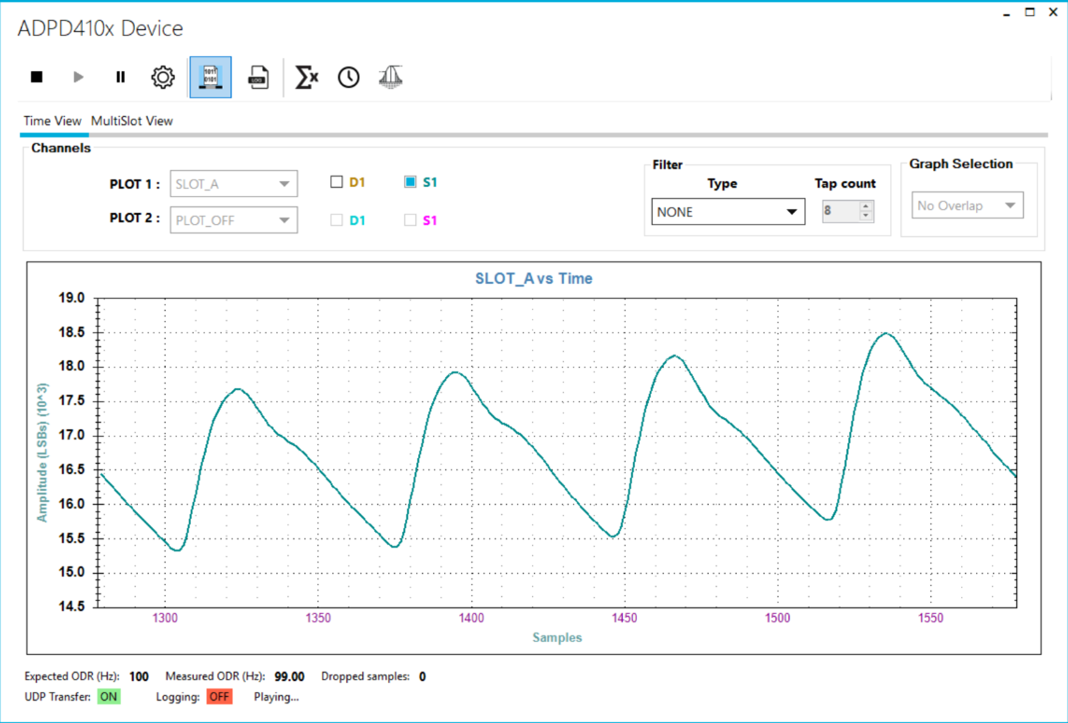 ADPD410x Device
1011
0101
LOG
Σx
Time View MultiSlot View
Channels
PLOT 1 : SLOT_A D1 S1
PLOT 2 : PLOT_OFF D1 S1
Filter
Type Tap count
NONE 8
Graph Selection
No Overlap
SLOT_A vs Time
19.0
18.5
18.0
17.5
17.0
16.5
16.0
15.5
15.0
14.5
Amplitude (LSBs) (10^3)
1300 1350 1400 1450 1500 1550
Samples
Expected ODR (Hz): 100 Measured ODR (Hz): 99.00 Dropped samples: 0
UDP Transfer: ON Logging: OFF Playing...